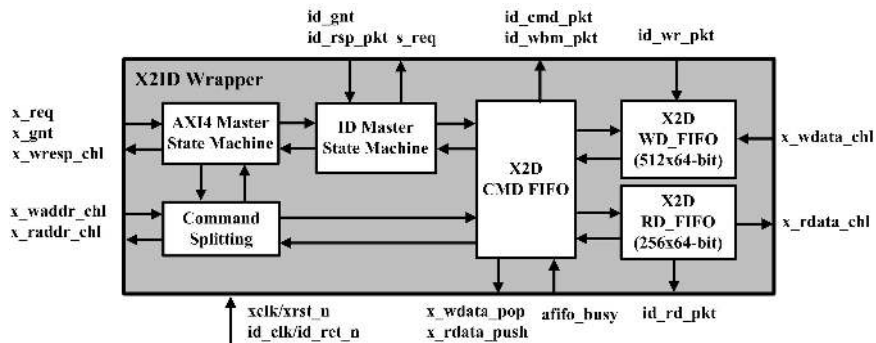 id_gnt
id_rsp_pkt s_req
id_cmd_pkt
id_wbm_pkt
id_wr_pkt
X2ID Wrapper
x_req
x_gnt
x_wresp_chl
AXI4 Master
State Machine
ID Master
State Machine
X2D
CMD FIFO
X2D
WD_FIFO
(512x64-bit)
x_wdata_chl
x_waddr_chl
x_raddr_chl
Command
Splitting
X2D
RD_FIFO
(256x64-bit)
x_rdata_chl
xclk/xrst_n
id_clk/id_ret_n
x_wdata_pop
x_rdata_push
afifo_busy
id_rd_pkt